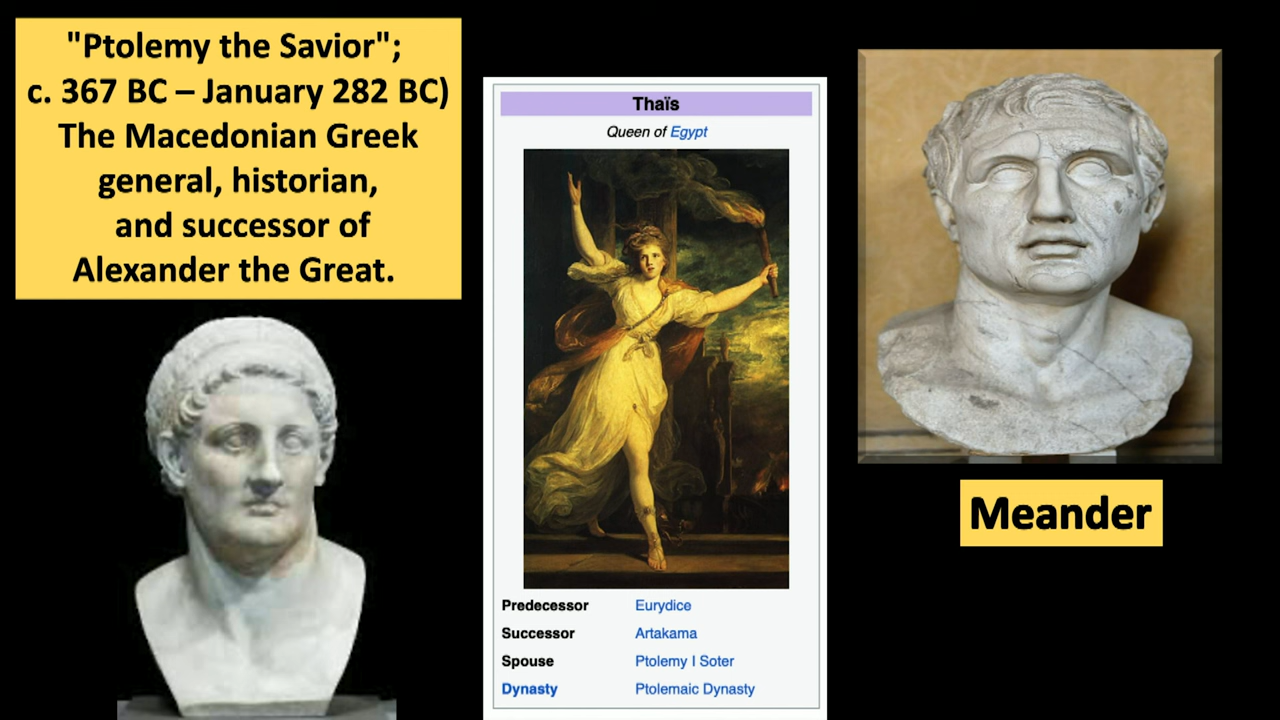 "Ptolemy the Savior";
c. 367 BC – January 282 BC)
The Macedonian Greek
general, historian,
and successor of
Alexander the Great.
Thaïs
Queen of Egypt
Predecessor Eurydice
Successor Artakama
Spouse Ptolemy I Soter
Dynasty Ptolemaic Dynasty
Meander